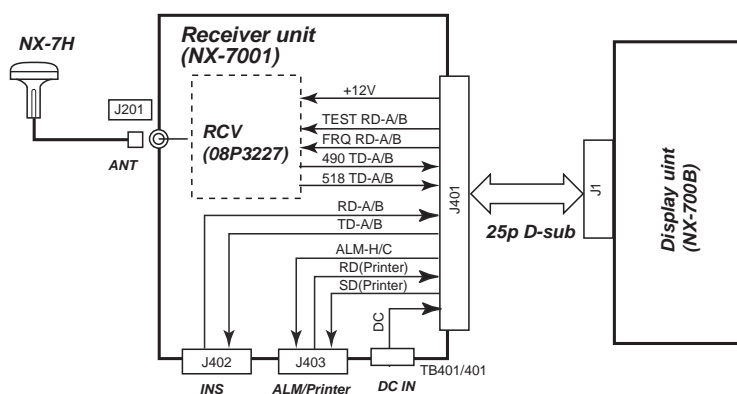 NX-7H
Receiver unit
(NX-7001)
J201
ANT
RCV
(08P3227)
+12V
TEST RD-A/B
FRQ RD-A/B
490 TD-A/B
518 TD-A/B
RD-A/B
TD-A/B
ALM-H/C
RD(Printer)
SD(Printer)
DC
J401
25p D-sub
J1
Display uint
(NX-700B)
J402
J403
TB401/401
INS
ALM/Printer
DC IN